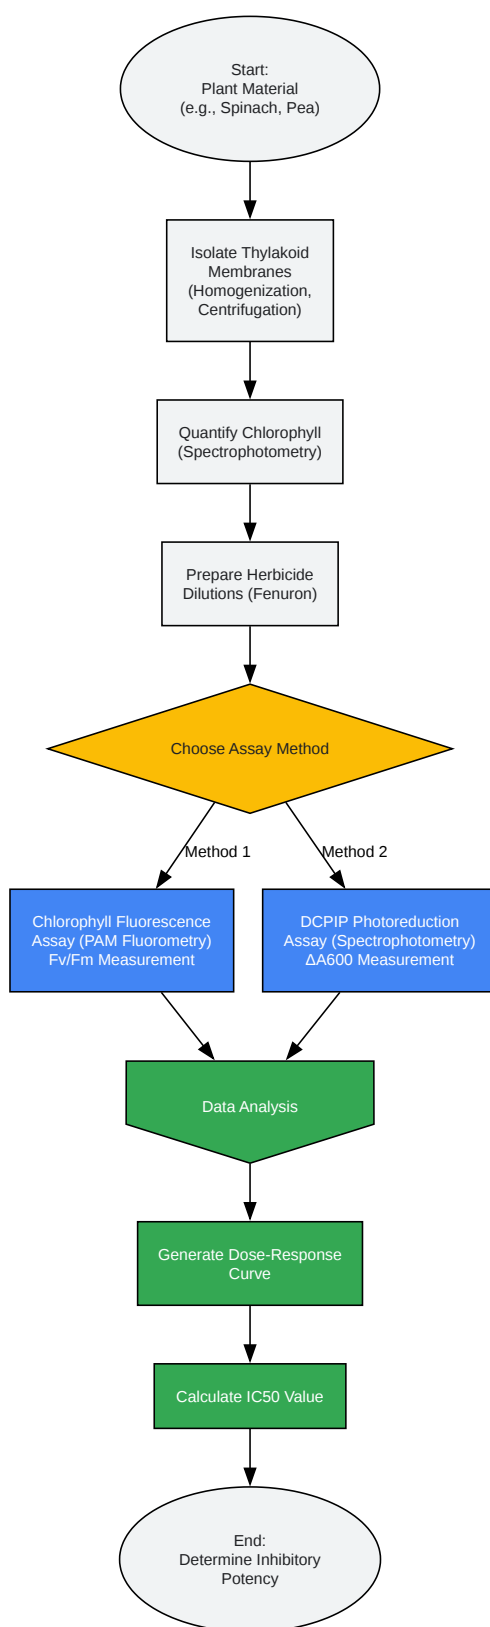 Start:
Plant Material
(e.g., Spinach, Pea)
Isolate Thylakoid
Membranes
(Homogenization,
Centrifugation)
Quantify Chlorophyll
(Spectrophotometry)
Prepare Herbicide
Dilutions (Fenuron)
Choose Assay Method
Method 1
Method 2
Chlorophyll Fluorescence
Assay (PAM Fluorometry)
Fv/Fm Measurement
DCPIP Photoreduction
Assay (Spectrophotometry)
ΔA600 Measurement
Data Analysis
Generate Dose-Response
Curve
Calculate IC50 Value
End:
Determine Inhibitory
Potency